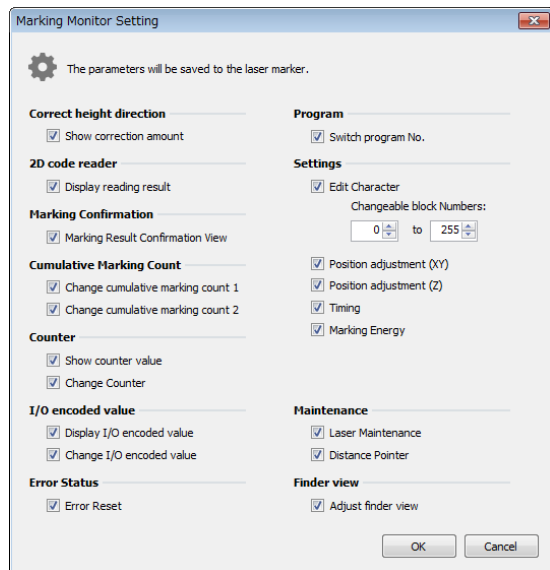 Marking Monitor Setting
The parameters will be saved to the laser marker.
Correct height direction
Show correction amount
2D code reader
Display reading result
Marking Confirmation
Marking Result Confirmation View
Cumulative Marking Count
Change cumulative marking count 1
Change cumulative marking count 2
Counter
Show counter value
Change Counter
I/O encoded value
Display I/O encoded value
Change I/O encoded value
Error Status
Error Reset
Program
Switch program No.
Settings
Edit Character
Changeable block Numbers:
0 to 255
Position adjustment (XY)
Position adjustment (Z)
Timing
Marking Energy
Maintenance
Laser Maintenance
Distance Pointer
Finder view
Adjust finder view
OK Cancel